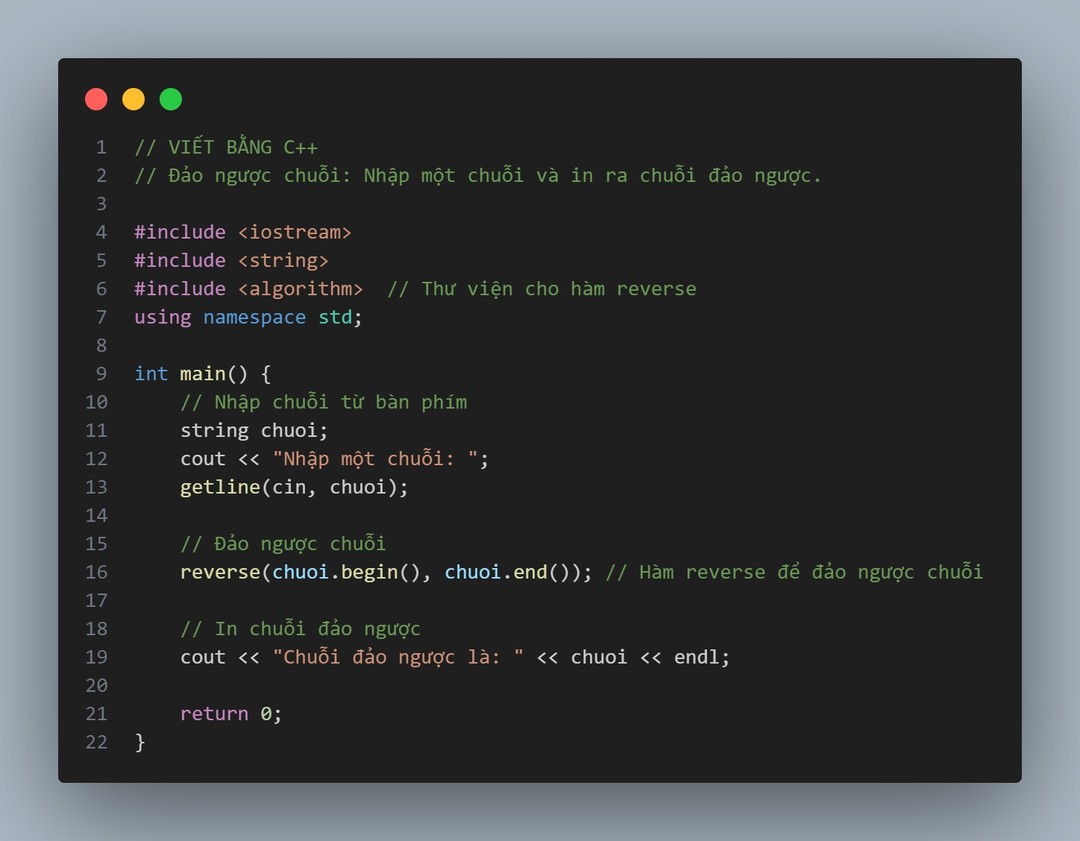 1 // VIẾT BẰNG C++
2 // Đảo ngược chuỗi: Nhập một chuỗi và in ra chuỗi đảo ngược.
3
4 #include <iostream>
5 #include <string>
6 #include <algorithm>  // Thư viện cho hàm reverse
7 using namespace std;
8
9 int main() {
10     // Nhập chuỗi từ bàn phím
11     string chuoi;
12     cout << "Nhập một chuỗi: ";
13     getline(cin, chuoi);
14
15     // Đảo ngược chuỗi
16     reverse(chuoi.begin(), chuoi.end()); // Hàm reverse để đảo ngược chuỗi
17
18     // In chuỗi đảo ngược
19     cout << "Chuỗi đảo ngược là: " << chuoi << endl;
20
21     return 0;
22 }